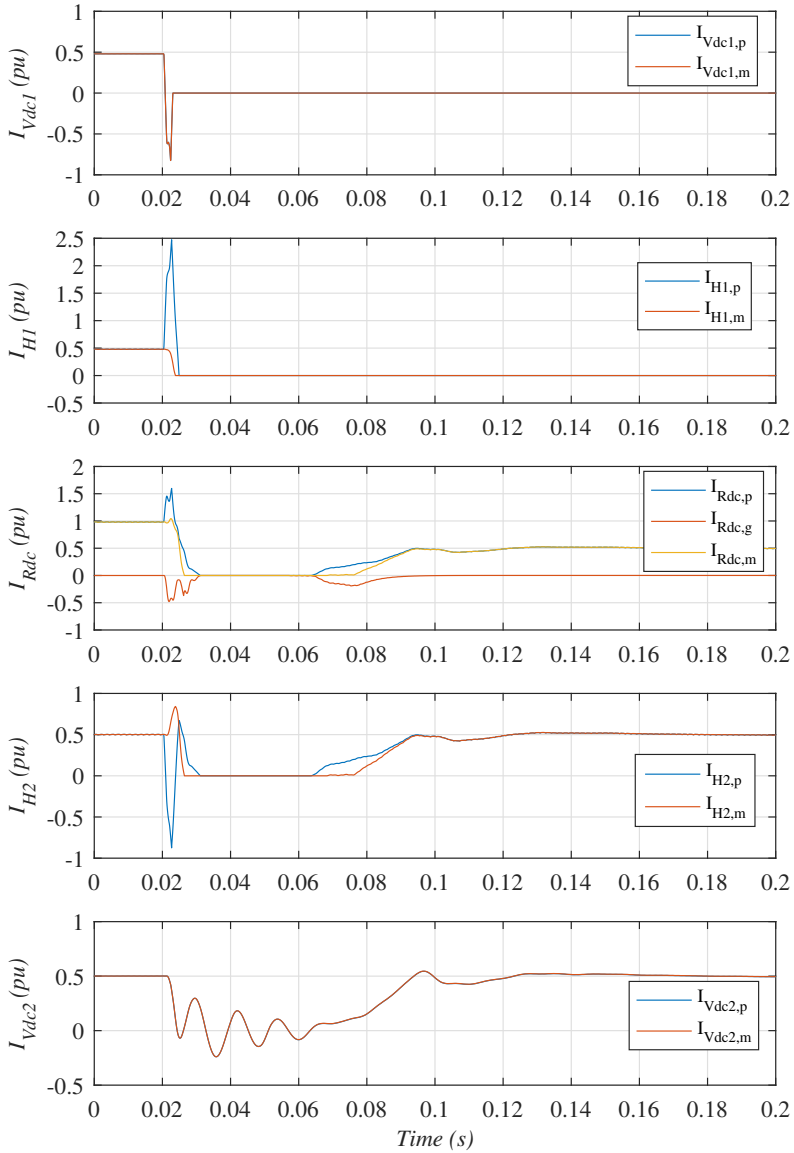 I_Vdc1 (pu)
1
0.5
0
-0.5
-1
I_Vdc1,p
I_Vdc1,m
0 0.02 0.04 0.06 0.08 0.1 0.12 0.14 0.16 0.18 0.2
I_H1 (pu)
2.5
2
1.5
1
0.5
0
-0.5
I_H1,p
I_H1,m
0 0.02 0.04 0.06 0.08 0.1 0.12 0.14 0.16 0.18 0.2
I_Rdc (pu)
2
1.5
1
0.5
0
-0.5
-1
I_Rdc,p
I_Rdc,g
I_Rdc,m
0 0.02 0.04 0.06 0.08 0.1 0.12 0.14 0.16 0.18 0.2
I_H2 (pu)
1
0.5
0
-0.5
-1
I_H2,p
I_H2,m
0 0.02 0.04 0.06 0.08 0.1 0.12 0.14 0.16 0.18 0.2
I_Vdc2 (pu)
1
0.5
0
-0.5
I_Vdc2,p
I_Vdc2,m
0 0.02 0.04 0.06 0.08 0.1 0.12 0.14 0.16 0.18 0.2
Time (s)